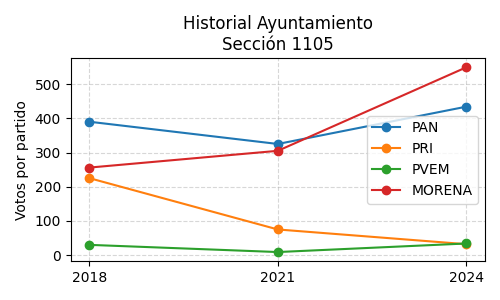 Historial Ayuntamiento
Sección 1105
Votos por partido
500
400
300
200
100
0
2018
2021
2024
PAN
PRI
PVEM
MORENA